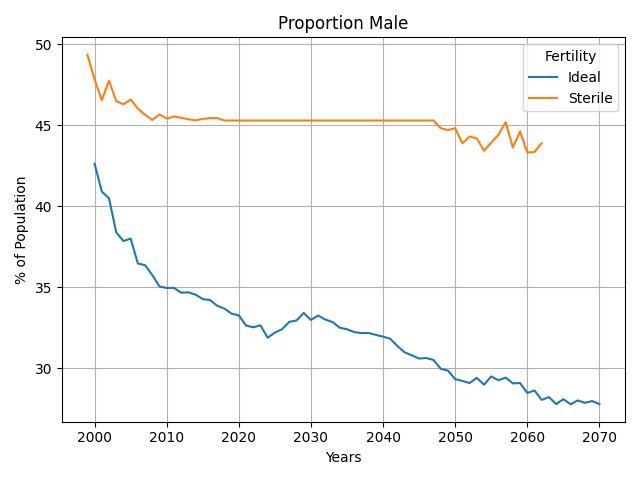 Proportion Male
% of Population
50
45
40
35
30
Fertility
Ideal
Sterile
2000 2010 2020 2030 2040 2050 2060 2070
Years